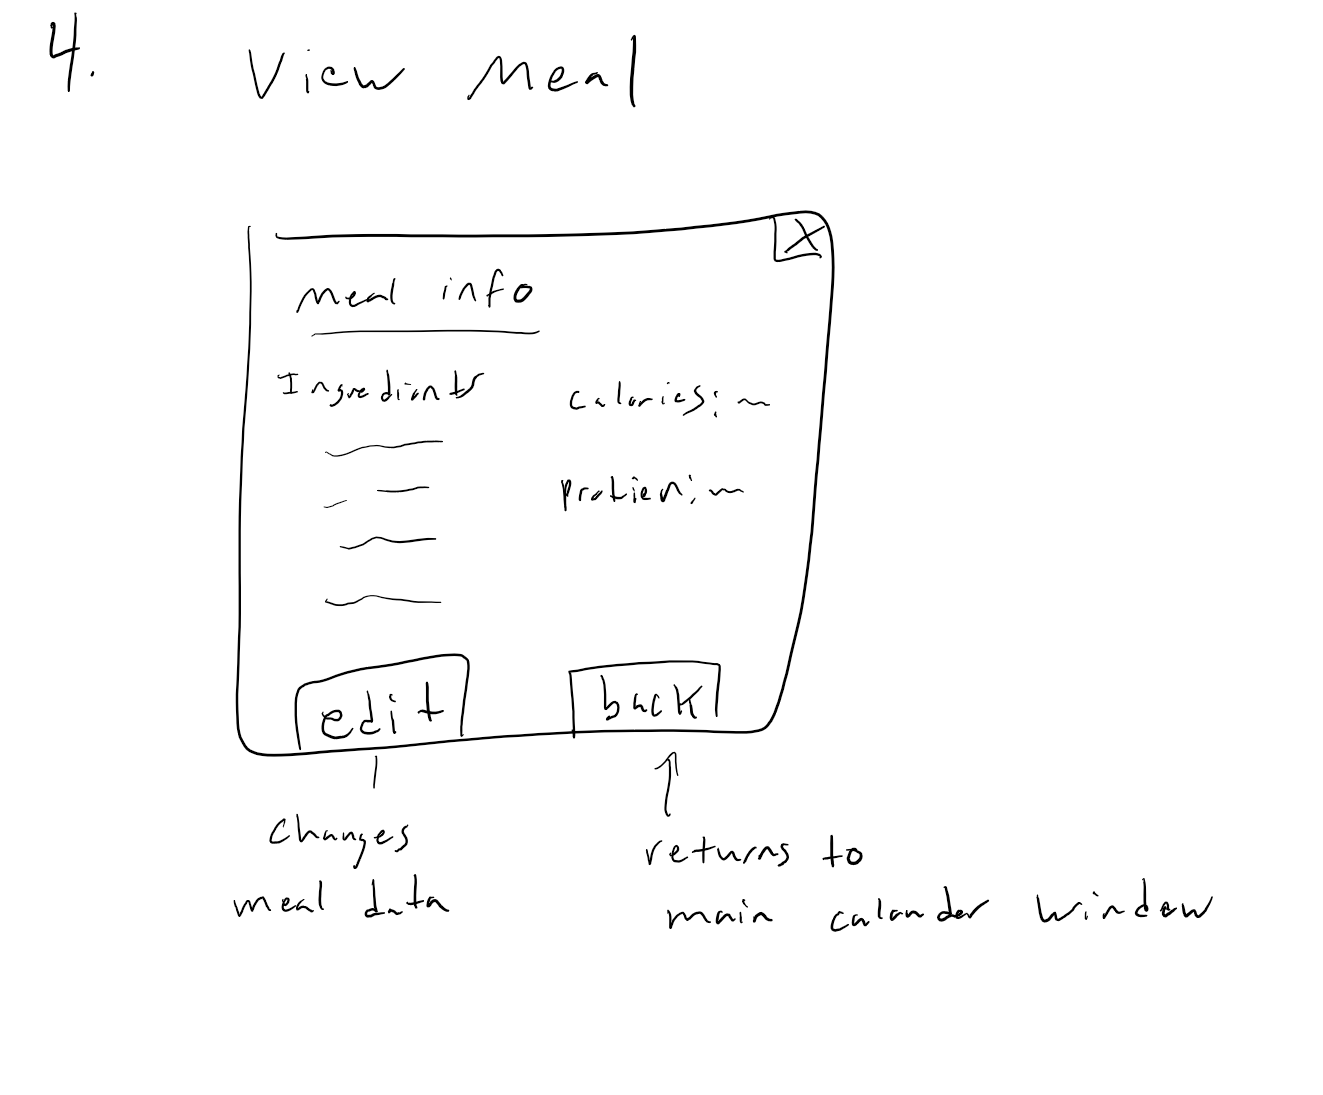 4. View Meal
X
Meal info
Ingredients
calories:
protien:
edit
back
changes
meal data
returns to
main calander window